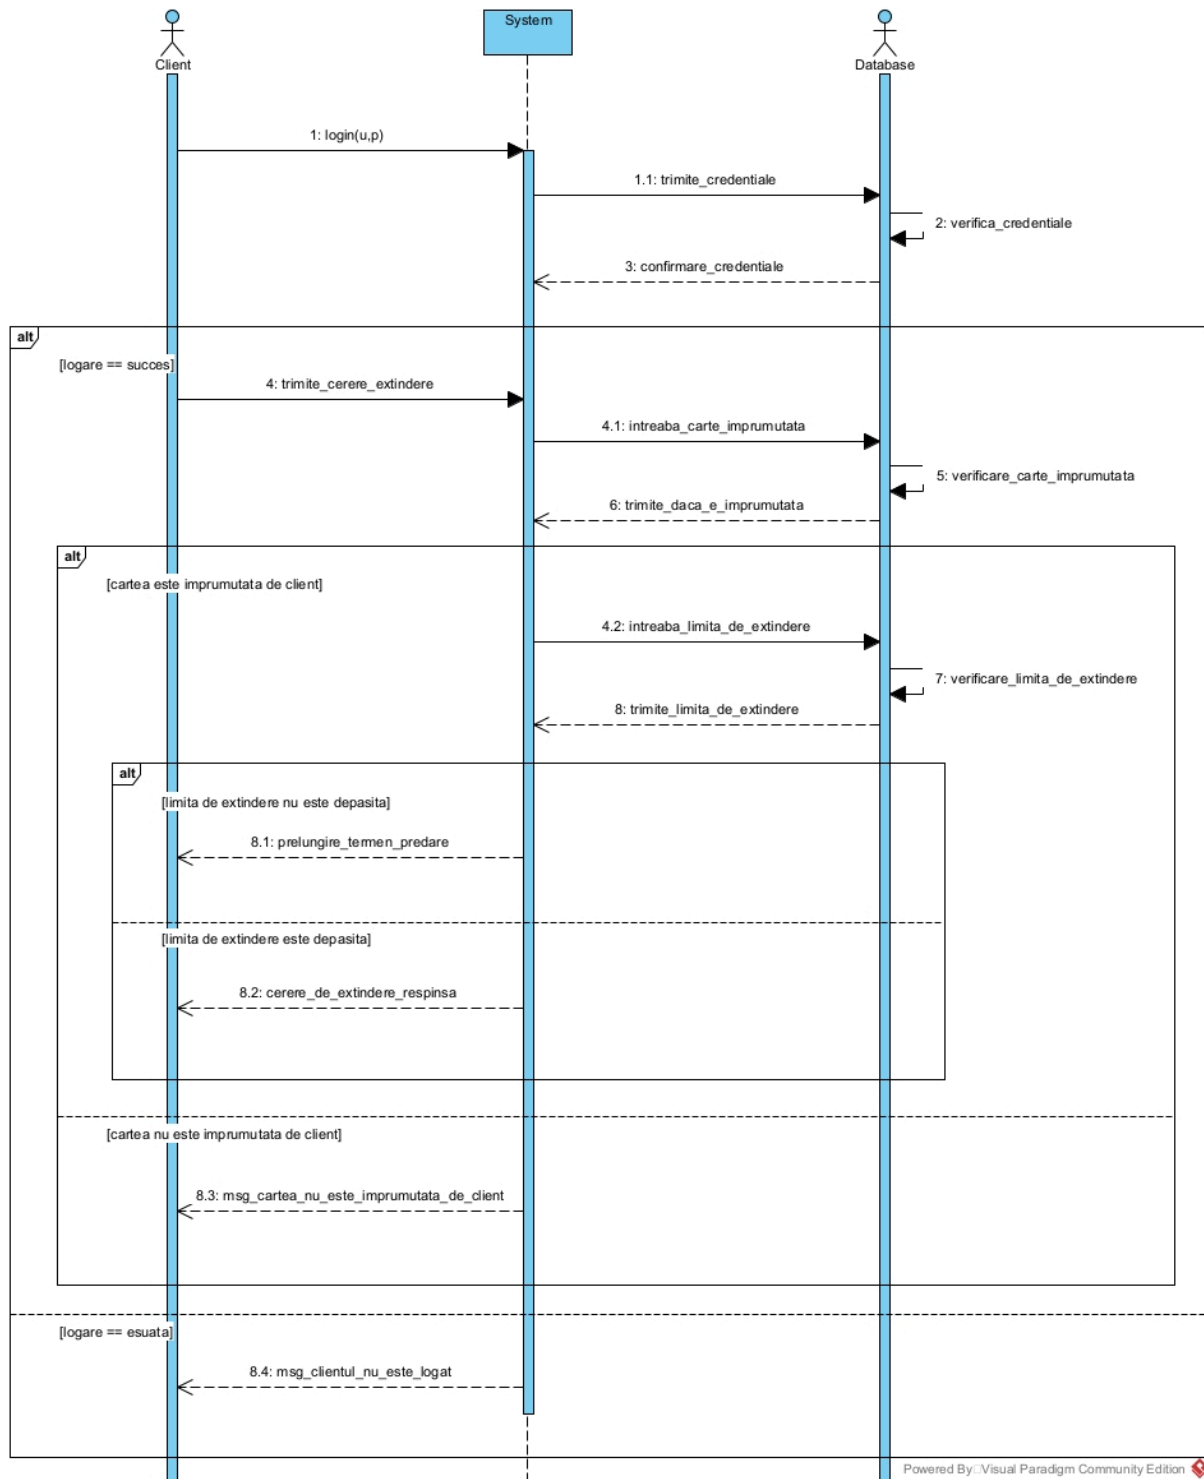 System
Client
Database
1: login(u,p)
1.1: trimite_credentiale
2: verifica_credentiale
3: confirmare_credentiale
alt
[logare == succes]
4: trimite_cerere_extindere
4.1: intreaba_carte_imprumutata
5: verificare_carte_imprumutata
6: trimite_daca_e_imprumutata
alt
[cartea este imprumutata de client]
4.2: intreaba_limita_de_extindere
7: verificare_limita_de_extindere
8: trimite_limita_de_extindere
alt
[limita de extindere nu este depasita]
8.1: prelungire_termen_predare
[limita de extindere este depasita]
8.2: cerere_de_extindere_respinsa
[cartea nu este imprumutata de client]
8.3: msg_cartea_nu_este_imprumutata_de_client
[logare == esuata]
8.4: msg_clientul_nu_este_logat
Powered By Visual Paradigm Community Edition